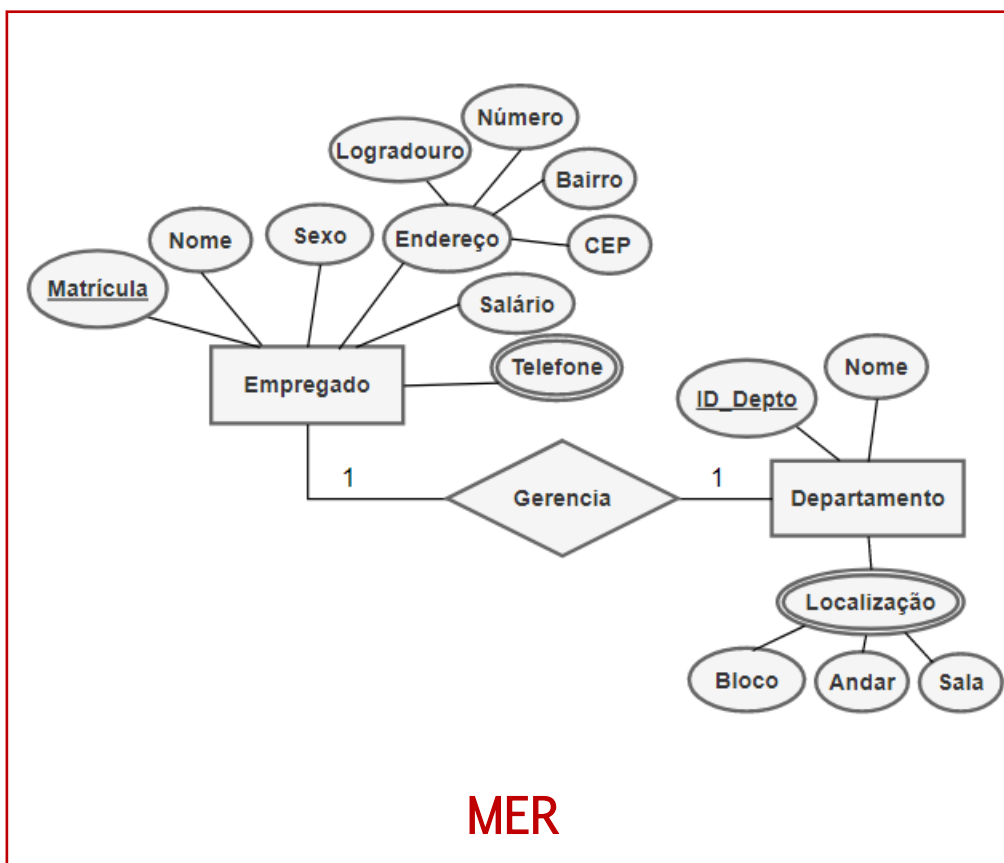 Número
Logradouro
Bairro
Nome
Sexo
Endereço
CEP
Matrícula
Salário
Telefone
Empregado
Nome
ID_Depto
1
Gerencia
1
Departamento
Localização
Bloco
Andar
Sala
MER